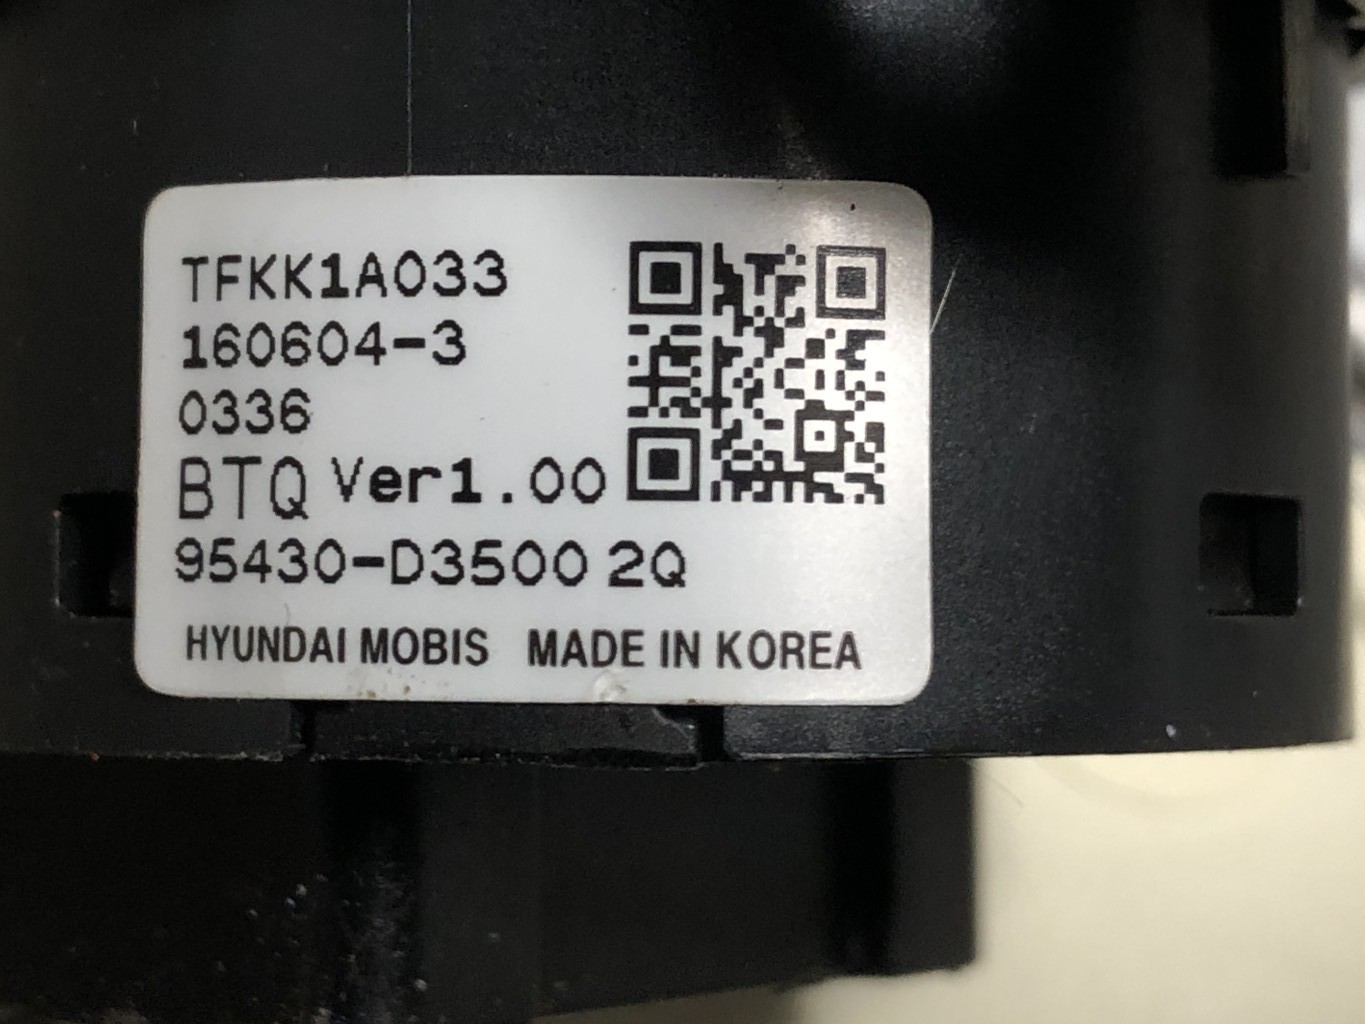 TFKK1A033
160604-3
0336
BTQ Ver1.00
95430-D3500 2Q
HYUNDAI MOBIS MADE IN KOREA